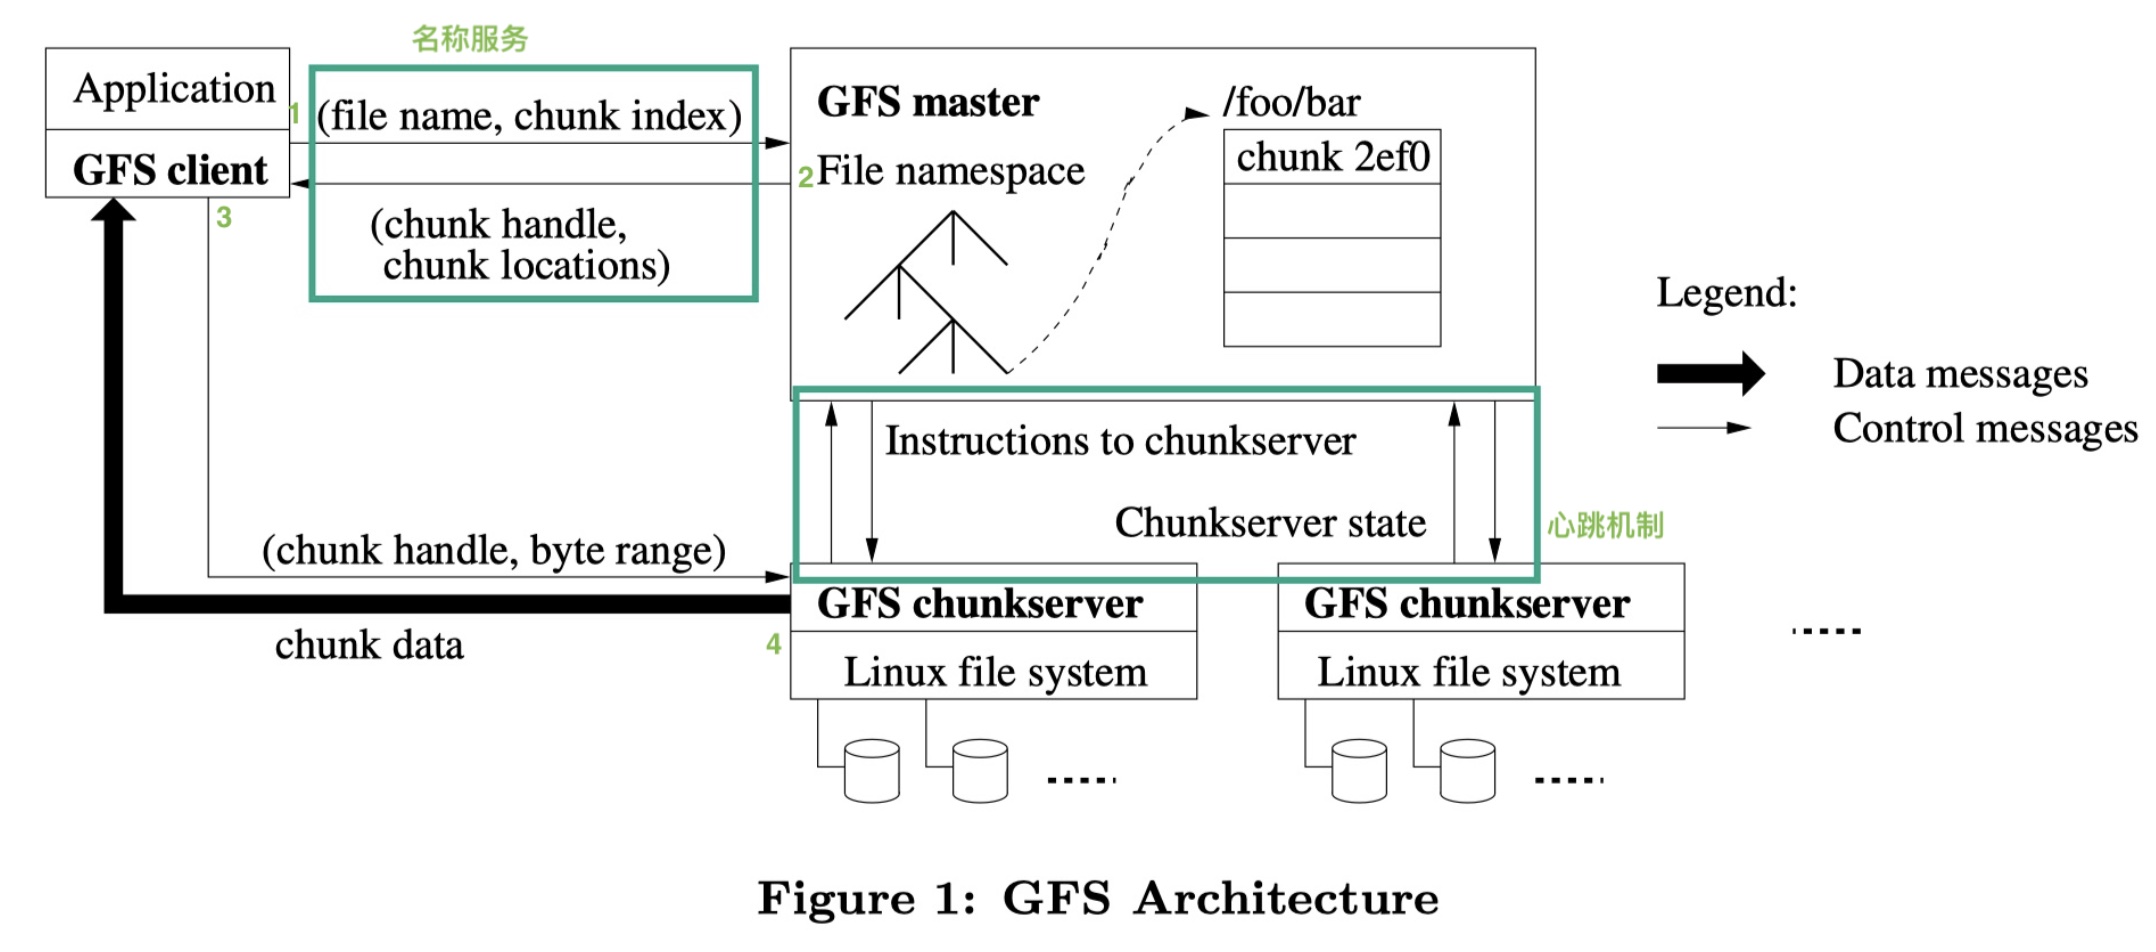 名称服务
Application
1
(file name, chunk index)
GFS client
3
(chunk handle,
chunk locations)
GFS master
2
File namespace
/foo/bar
chunk 2ef0
Legend:
Data messages
Control messages
Instructions to chunkserver
Chunkserver state
心跳机制
(chunk handle, byte range)
chunk data
4
GFS chunkserver
Linux file system
GFS chunkserver
Linux file system
Figure 1: GFS Architecture